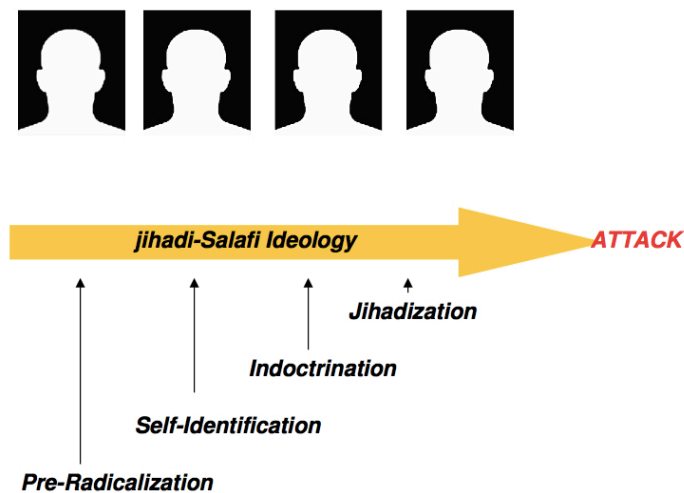 jihadi-Salafi Ideology
ATTACK
Jihadization
Indoctrination
Self-Identification
Pre-Radicalization